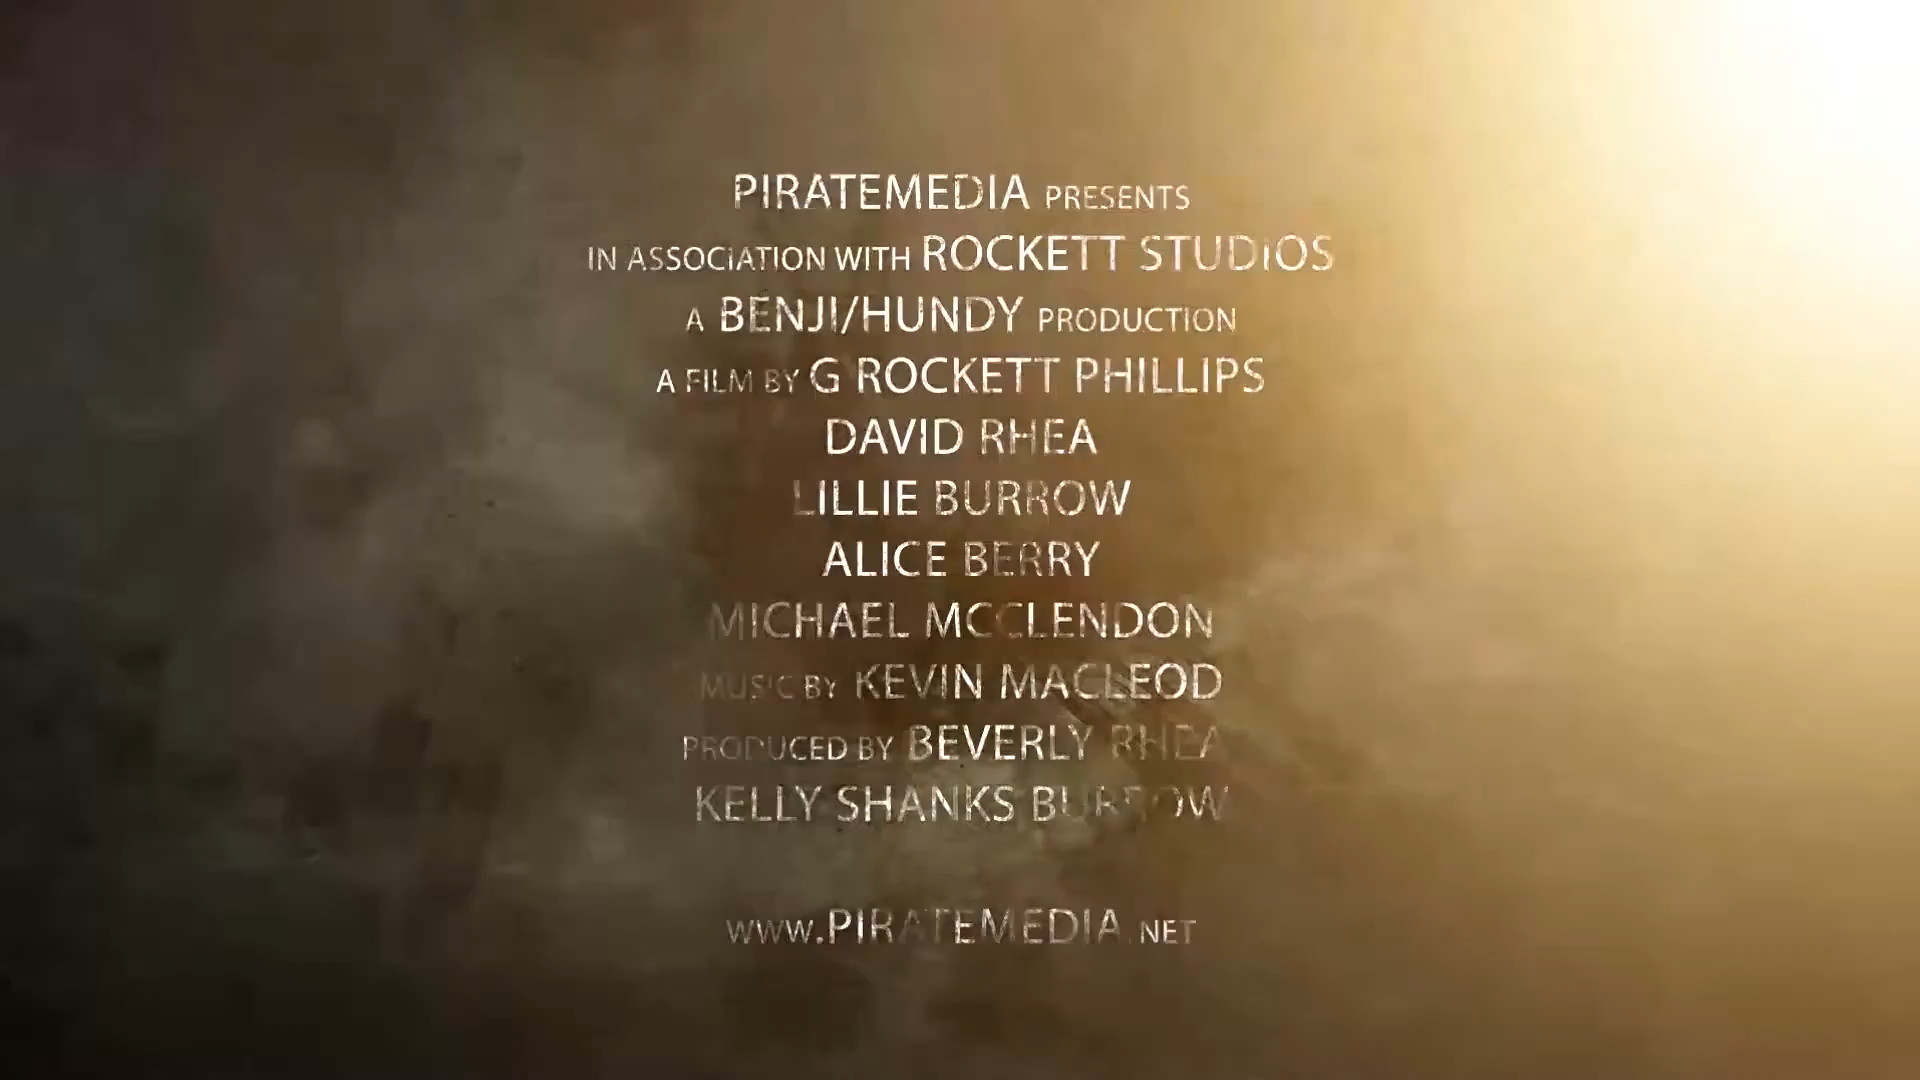 PIRATEMEDIA PRESENTS
IN ASSOCIATION WITH ROCKETT STUDIOS
A BENJI/HUNDY PRODUCTION
A FILM BY G ROCKETT PHILLIPS
DAVID RHEA
LILLIE BURROW
ALICE BERRY
MICHAEL MCCLENDON
MUSIC BY KEVIN MACLEOD
PRODUCED BY BEVERLY RHEA
KELLY SHANKS BURROW
WWW.PIRATEMEDIA.NET